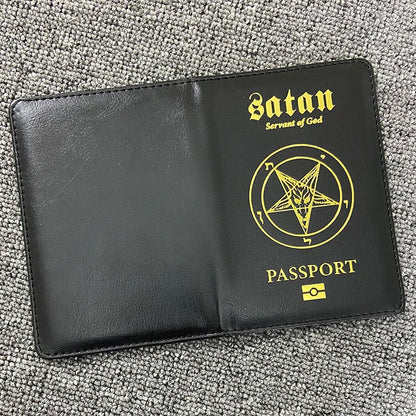 Satan
Servant of God
PASSPORT